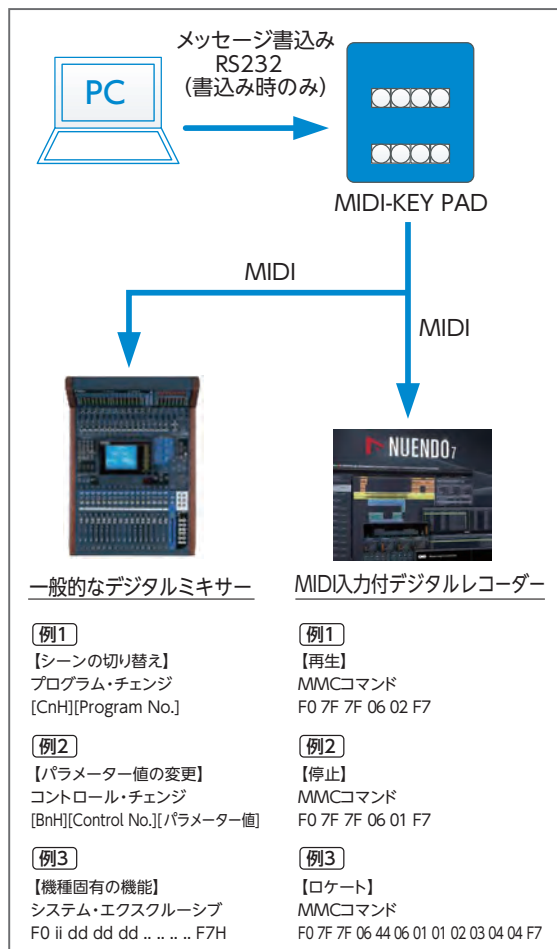 メッセージ書込み
RS232
(書込み時のみ)
PC
MIDI-KEY PAD
MIDI
MIDI
NUENDO 7
一般的なデジタルミキサー
MIDI入力付デジタルレコーダー
例1
【シーンの切り替え】
プログラム・チェンジ
[CnH][Program No.]
例2
【パラメーター値の変更】
コントロール・チェンジ
[BnH][Control No.][パラメーター値]
例3
【機種固有の機能】
システム・エクスクルーシブ
F0 ii dd dd dd .. .. .. .. F7H
例1
【再生】
MMCコマンド
F0 7F 7F 06 02 F7
例2
【停止】
MMCコマンド
F0 7F 7F 06 01 F7
例3
【ロケート】
MMCコマンド
F0 7F 7F 06 44 06 01 01 02 03 04 04 F7